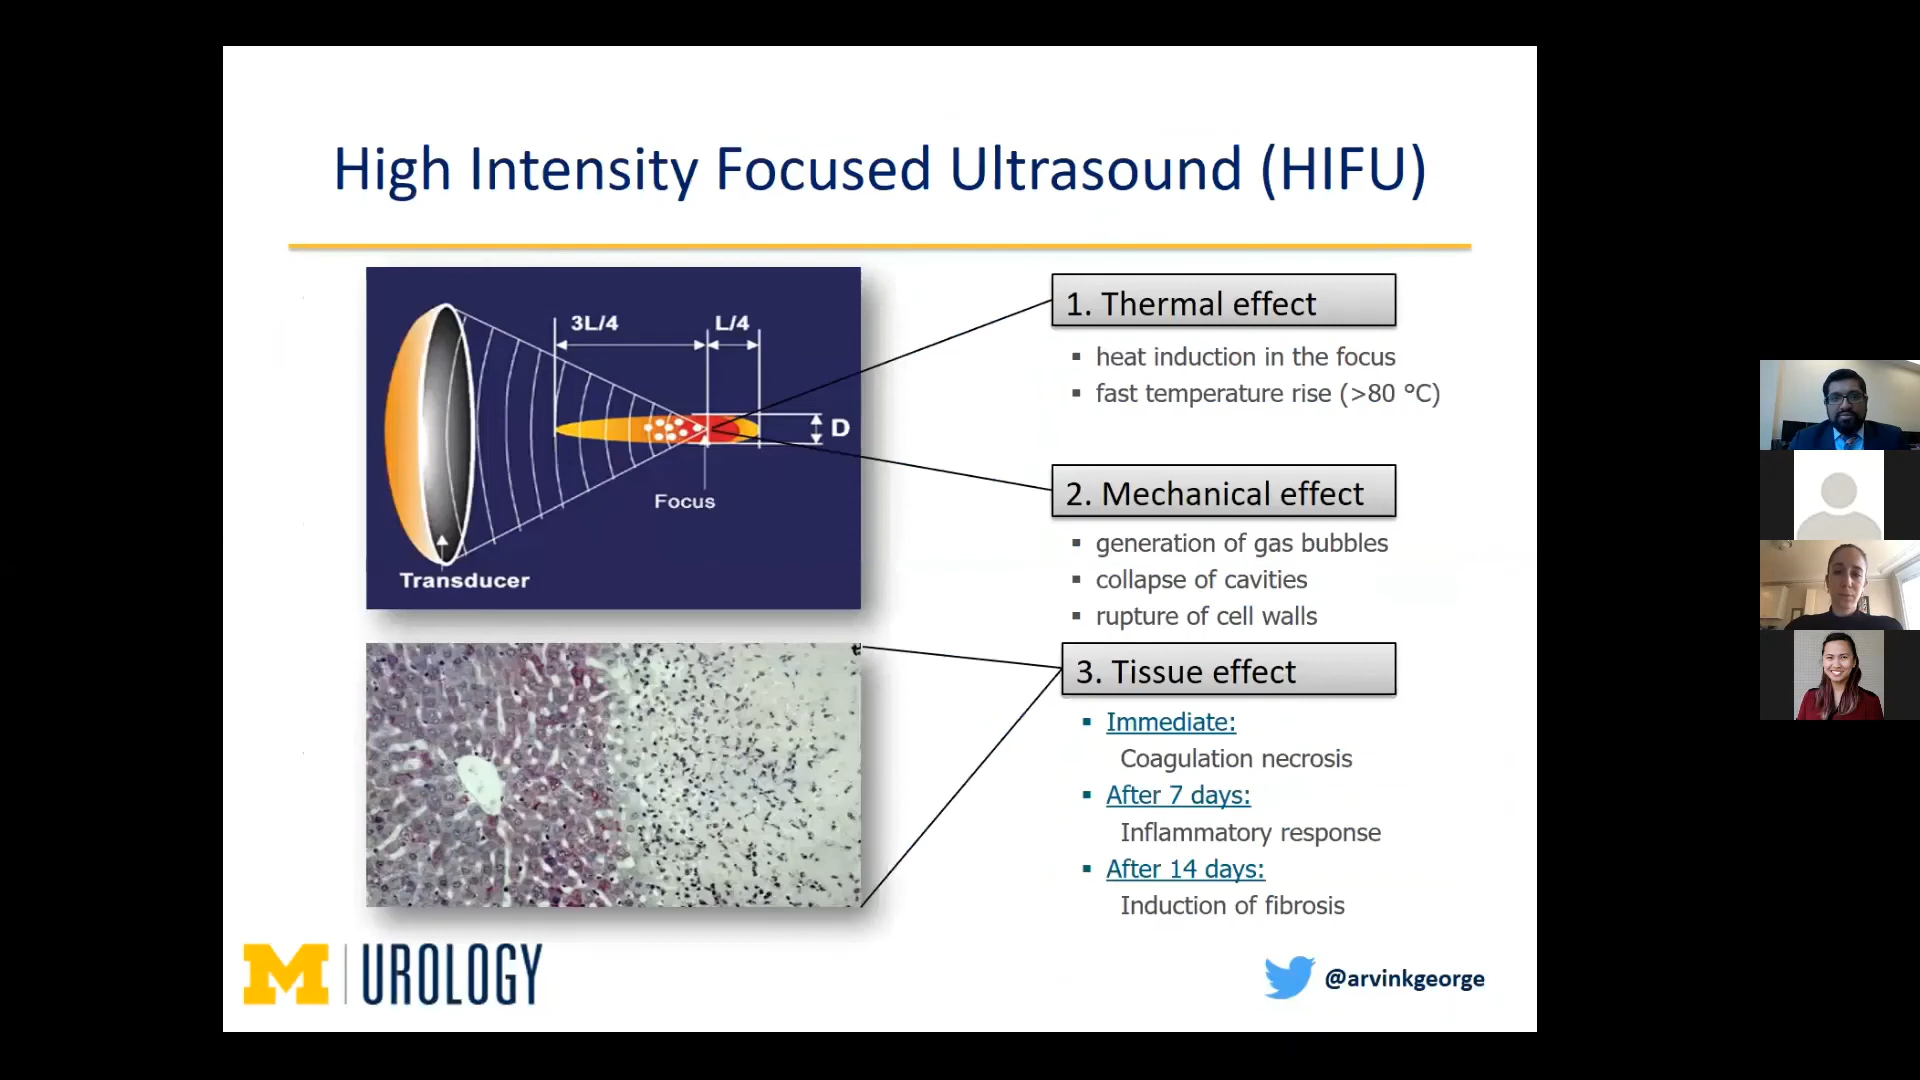 High Intensity Focused Ultrasound (HIFU)
3L/4
L/4
D
Focus
Transducer
1. Thermal effect
▪ heat induction in the focus
▪ fast temperature rise (>80 °C)
2. Mechanical effect
▪ generation of gas bubbles
▪ collapse of cavities
▪ rupture of cell walls
3. Tissue effect
▪ Immediate:
Coagulation necrosis
▪ After 7 days:
Inflammatory response
▪ After 14 days:
Induction of fibrosis
M | UROLOGY
@arvinkgeorge